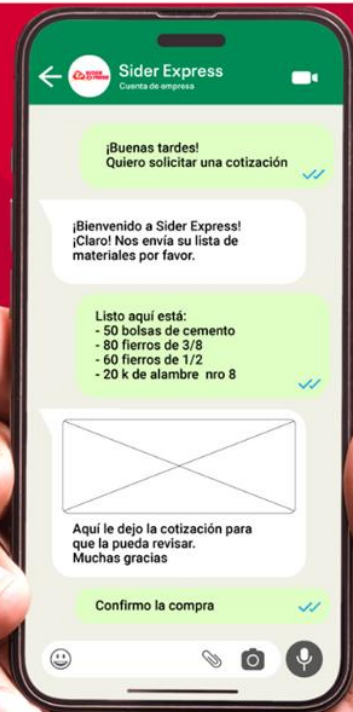 SIDER
EXPRESS
Sider Express
Cuenta de empresa
¡Buenas tardes!
Quiero solicitar una cotización
¡Bienvenido a Sider Express!
¡Claro! Nos envía su lista de
materiales por favor.
Listo aquí está:
- 50 bolsas de cemento
- 80 fierros de 3/8
- 60 fierros de 1/2
- 20 k de alambre  nro 8
Aquí le dejo la cotización para
que la pueda revisar.
Muchas gracias
Confirmo la compra